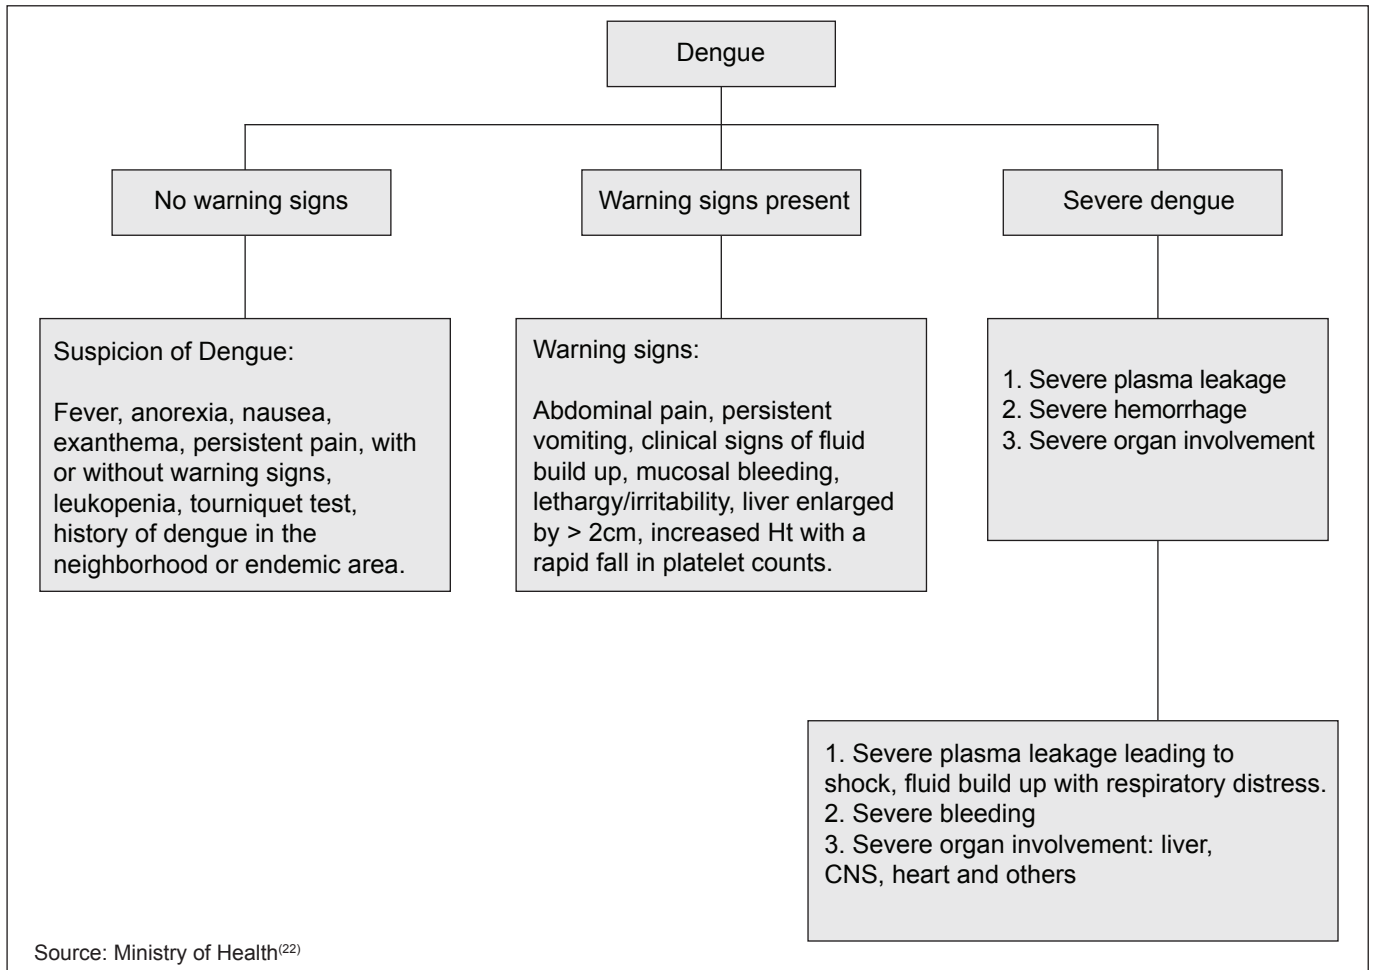 Dengue
No warning signs
Warning signs present
Severe dengue
Suspicion of Dengue:
Fever, anorexia, nausea,
exanthema, persistent pain, with
or without warning signs,
leukopenia, tourniquet test,
history of dengue in the
neighborhood or endemic area.
Warning signs:
Abdominal pain, persistent
vomiting, clinical signs of fluid
build up, mucosal bleeding,
lethargy/irritability, liver enlarged
by > 2cm, increased Ht with a
rapid fall in platelet counts.
1. Severe plasma leakage
2. Severe hemorrhage
3. Severe organ involvement
1. Severe plasma leakage leading to
shock, fluid build up with respiratory distress.
2. Severe bleeding
3. Severe organ involvement: liver,
CNS, heart and others
Source: Ministry of Health(22)